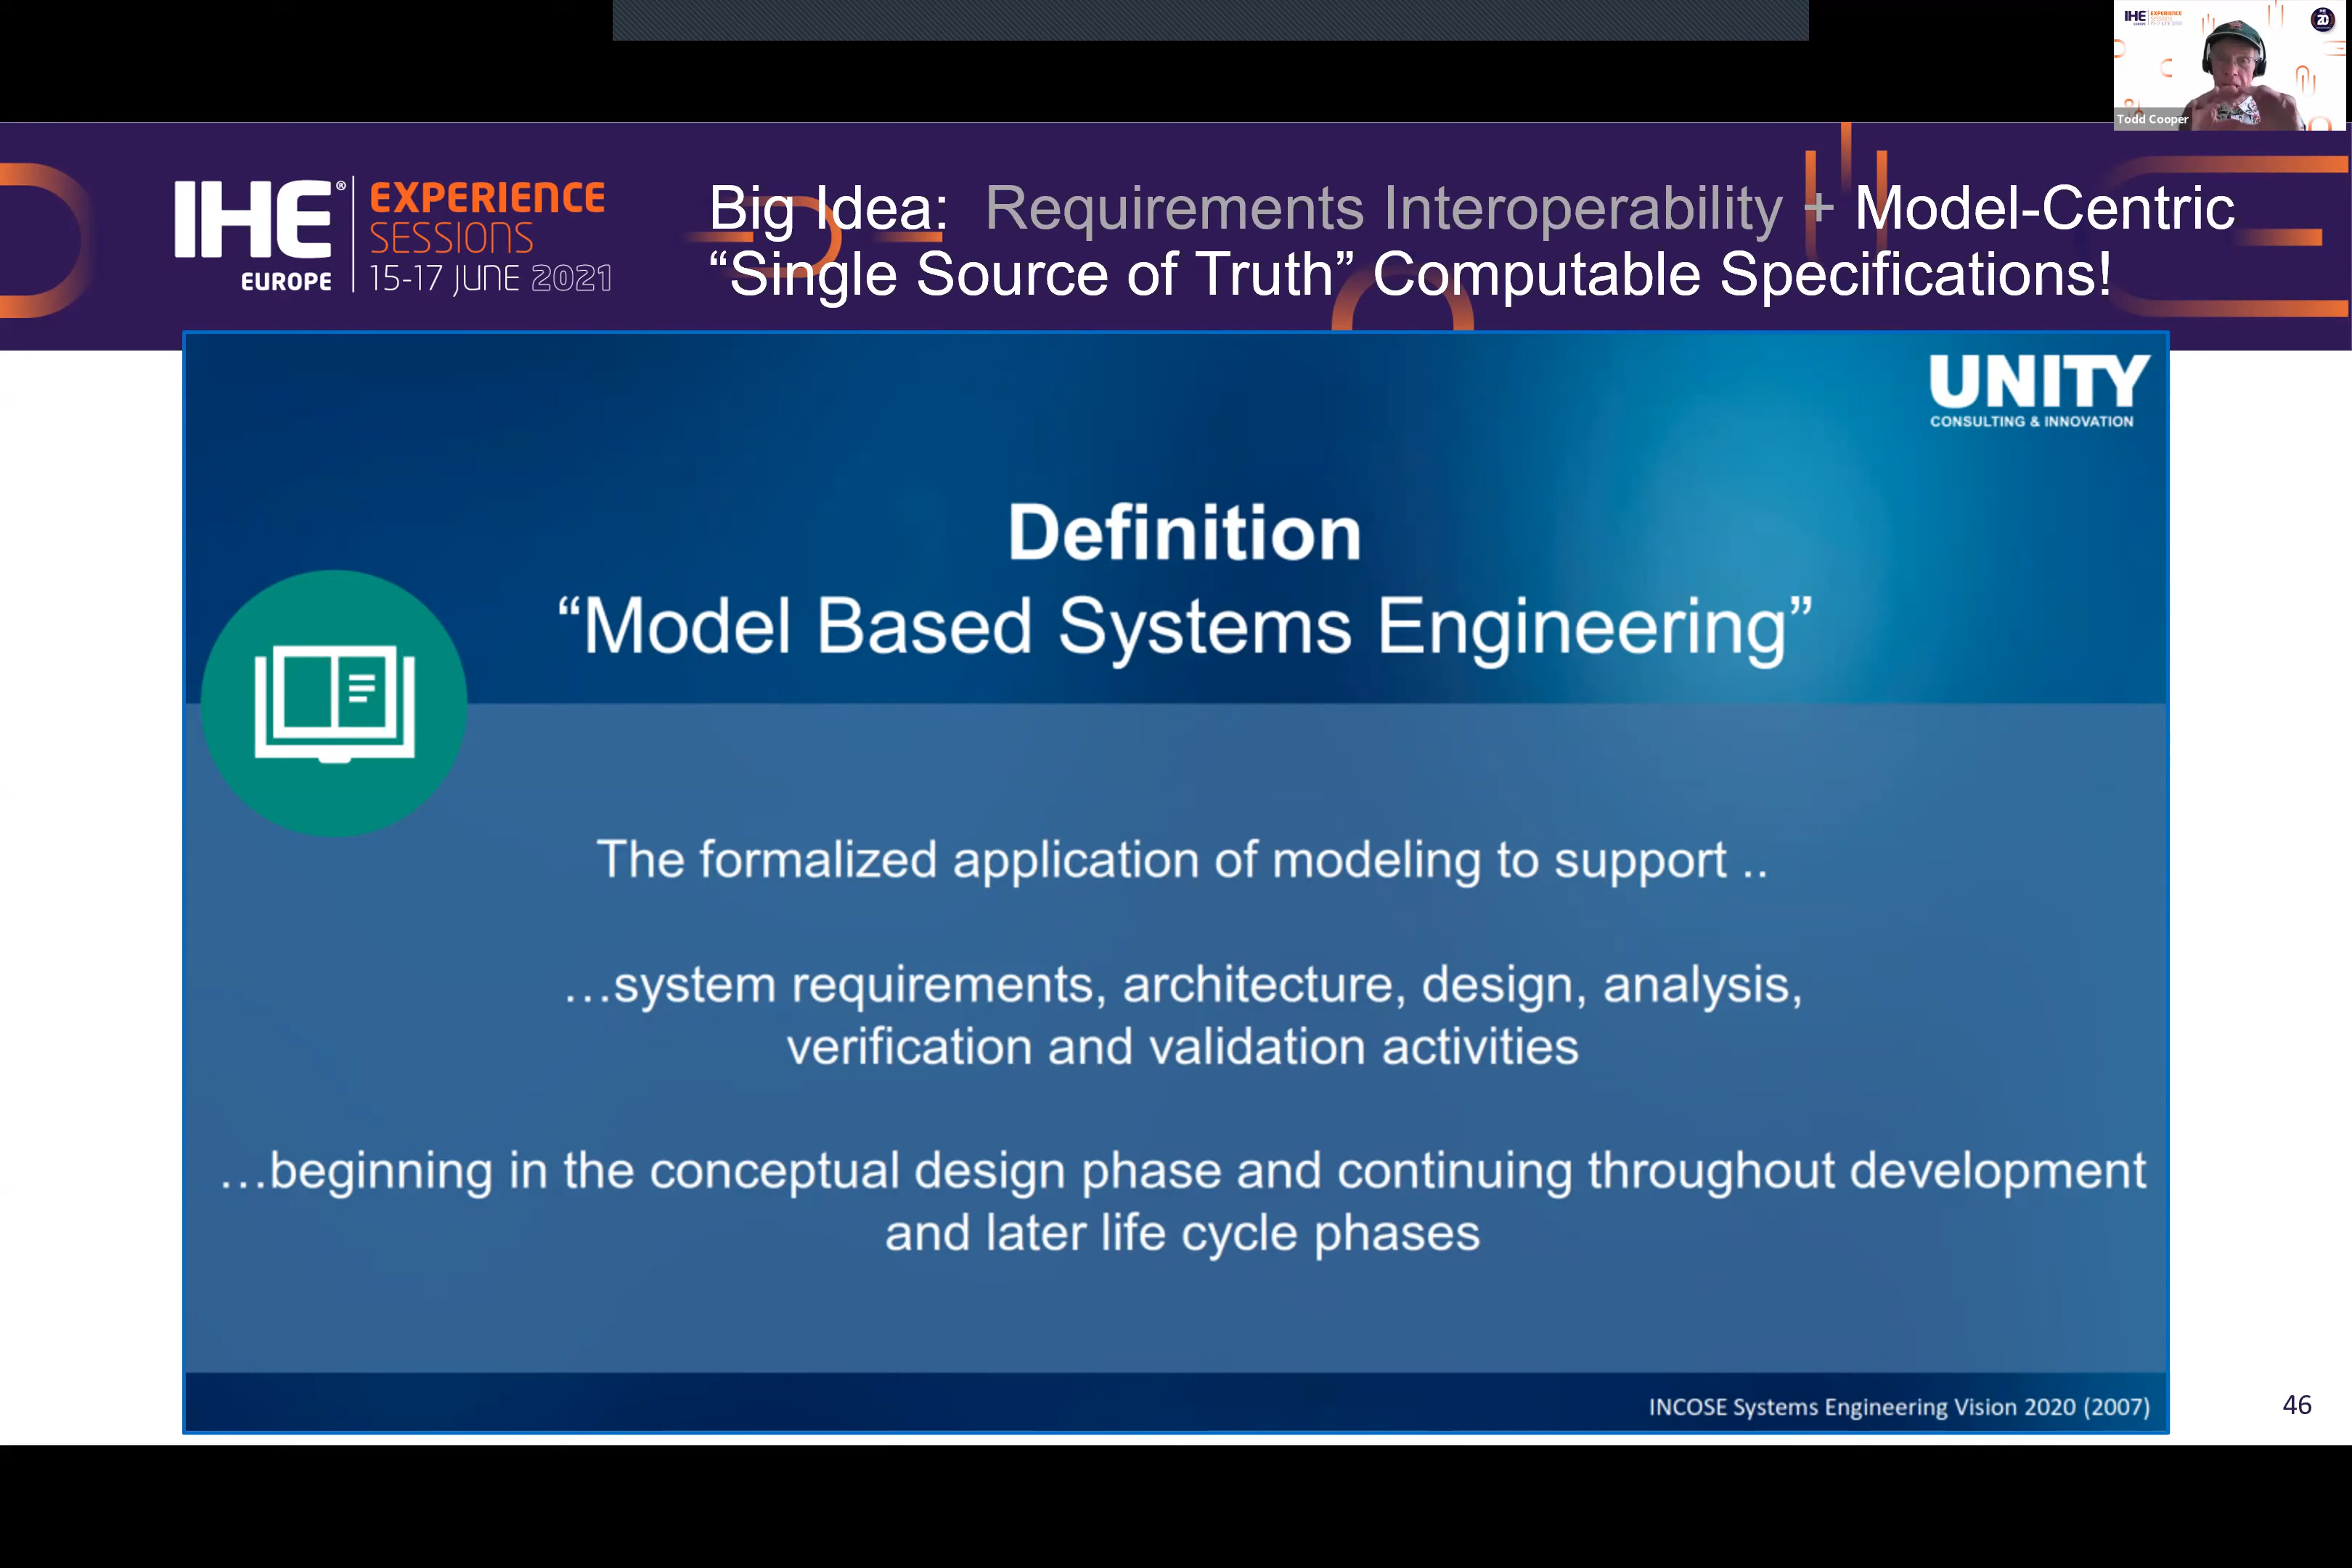 IHE® EXPERIENCE
SESSIONS
EUROPE 15-17 JUNE 2021
Big Idea: Requirements Interoperability + Model-Centric
“Single Source of Truth” Computable Specifications!
IHE EXPERIENCE
20
Todd Cooper
UNITY
CONSULTING & INNOVATION
Definition
“Model Based Systems Engineering”
The formalized application of modeling to support ..
…system requirements, architecture, design, analysis,
verification and validation activities
…beginning in the conceptual design phase and continuing throughout development
and later life cycle phases
INCOSE Systems Engineering Vision 2020 (2007)
46